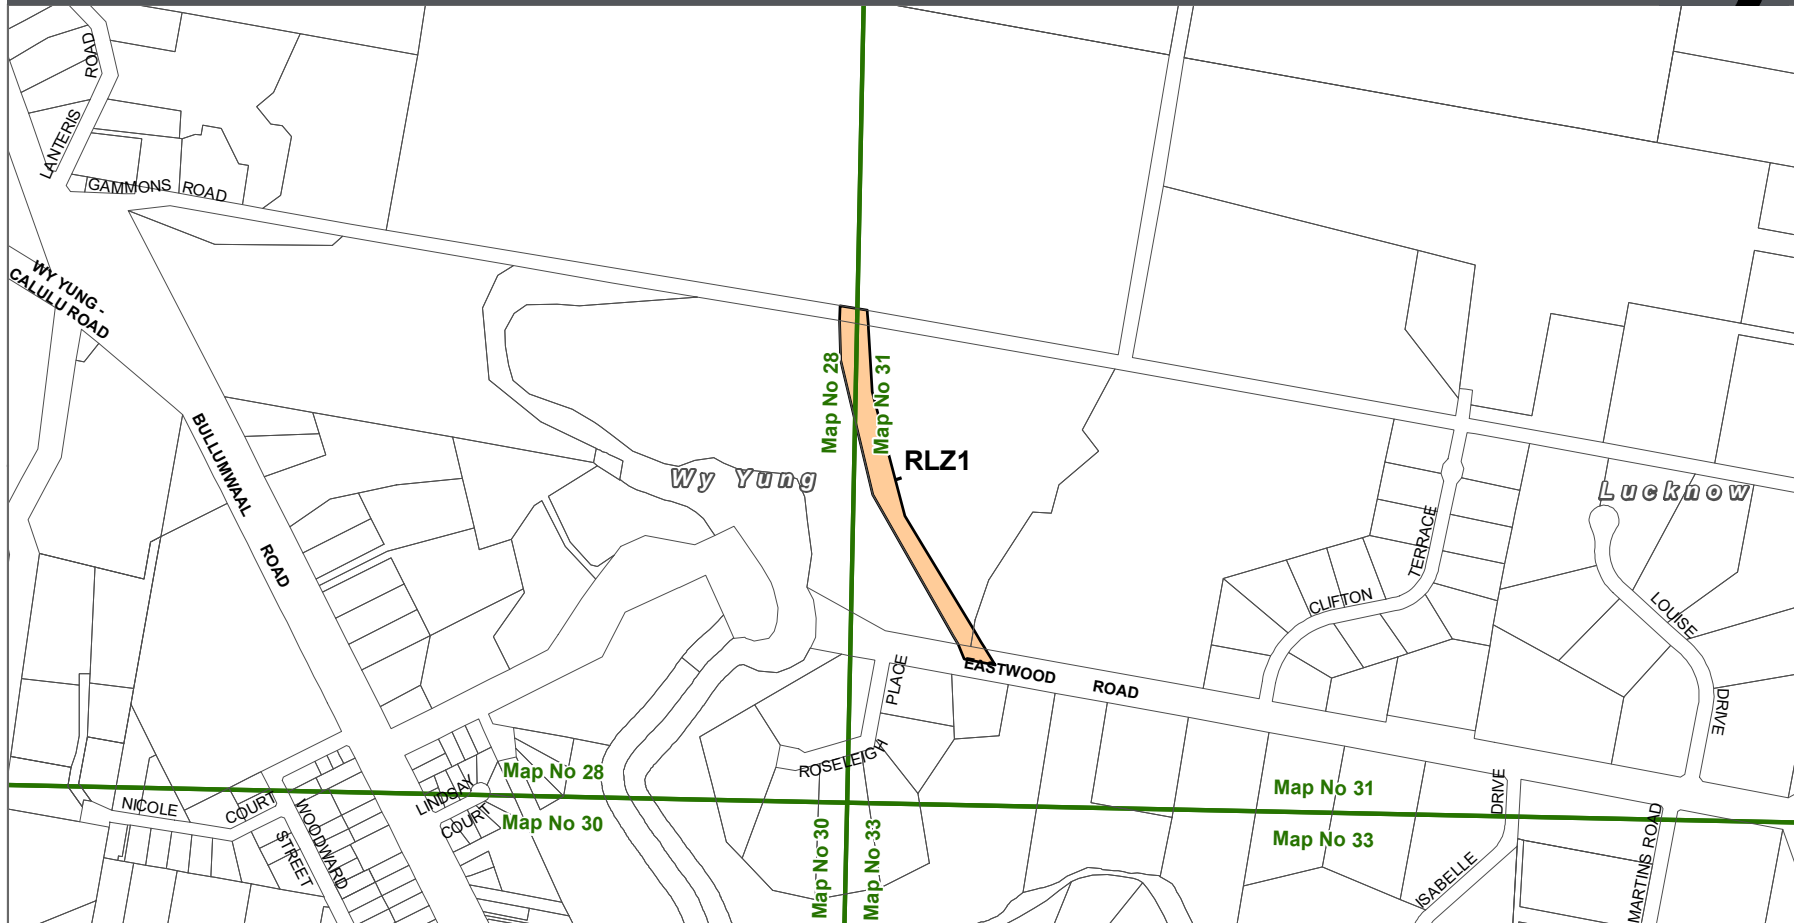 ROAD
LANTERIS
GAMMONS ROAD
WY YUNG -
CALULU ROAD
BULLUMWAAL
ROAD
Map No 28
Map No 31
RLZ1
Wy Yung
Lucknow
TERRACE
CLIFTON
LOUISE
DRIVE
EASTWOOD ROAD
PLACE
ROSELEIGH
Map No 28
Map No 30
Map No 31
Map No 33
Map No 30
Map No 33
NICOLE
COURT
WOODWARD
STREET
LINDSAY
COURT
DRIVE
ISABELLE
MARTINS ROAD